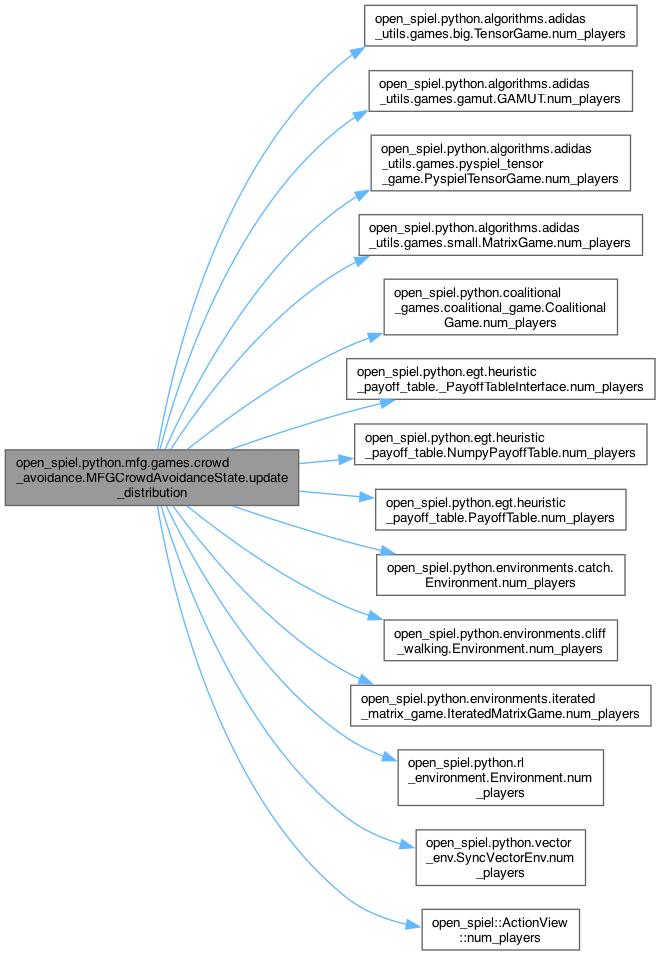 open_spiel.python.algorithms.adidas
_utils.games.big.TensorGame.num_players
open_spiel.python.algorithms.adidas
_utils.games.gamut.GAMUT.num_players
open_spiel.python.algorithms.adidas
_utils.games.pyspiel_tensor
_game.PyspielTensorGame.num_players
open_spiel.python.algorithms.adidas
_utils.games.small.MatrixGame.num_players
open_spiel.python.coalitional
_games.coalitional_game.Coalitional
Game.num_players
open_spiel.python.egt.heuristic
_payoff_table._PayoffTableInterface.num_players
open_spiel.python.egt.heuristic
_payoff_table.NumpyPayoffTable.num_players
open_spiel.python.mfg.games.crowd
_avoidance.MFGCrowdAvoidanceState.update
_distribution
open_spiel.python.egt.heuristic
_payoff_table.PayoffTable.num_players
open_spiel.python.environments.catch.
Environment.num_players
open_spiel.python.environments.cliff
_walking.Environment.num_players
open_spiel.python.environments.iterated
_matrix_game.IteratedMatrixGame.num_players
open_spiel.python.rl
_environment.Environment.num
_players
open_spiel.python.vector
_env.SyncVectorEnv.num
_players
open_spiel::ActionView
::num_players